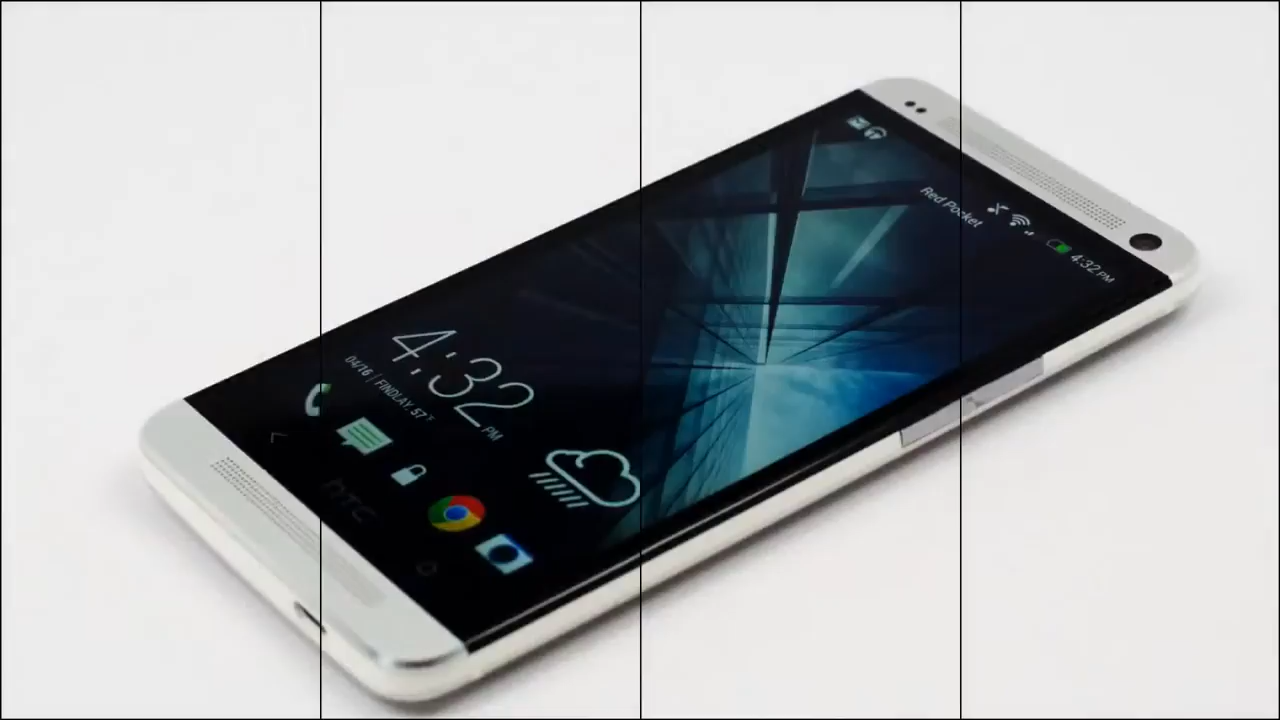 Red Pocket
4:32 PM
4:32 PM
04/16 | FINDLAY, 57°F
hTC